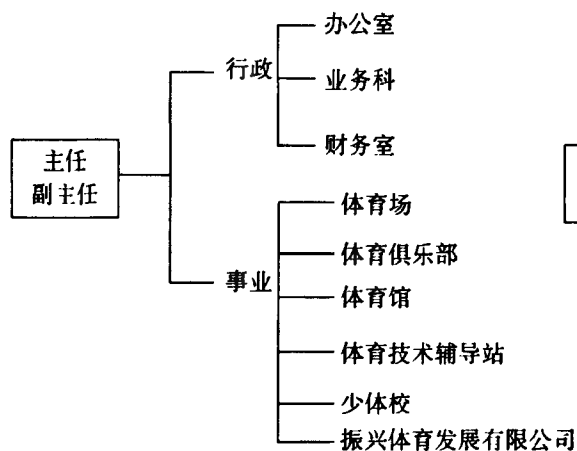 主任
副主任
行政
办公室
业务科
财务室
事业
体育场
体育俱乐部
体育馆
体育技术辅导站
少体校
振兴体育发展有限公司